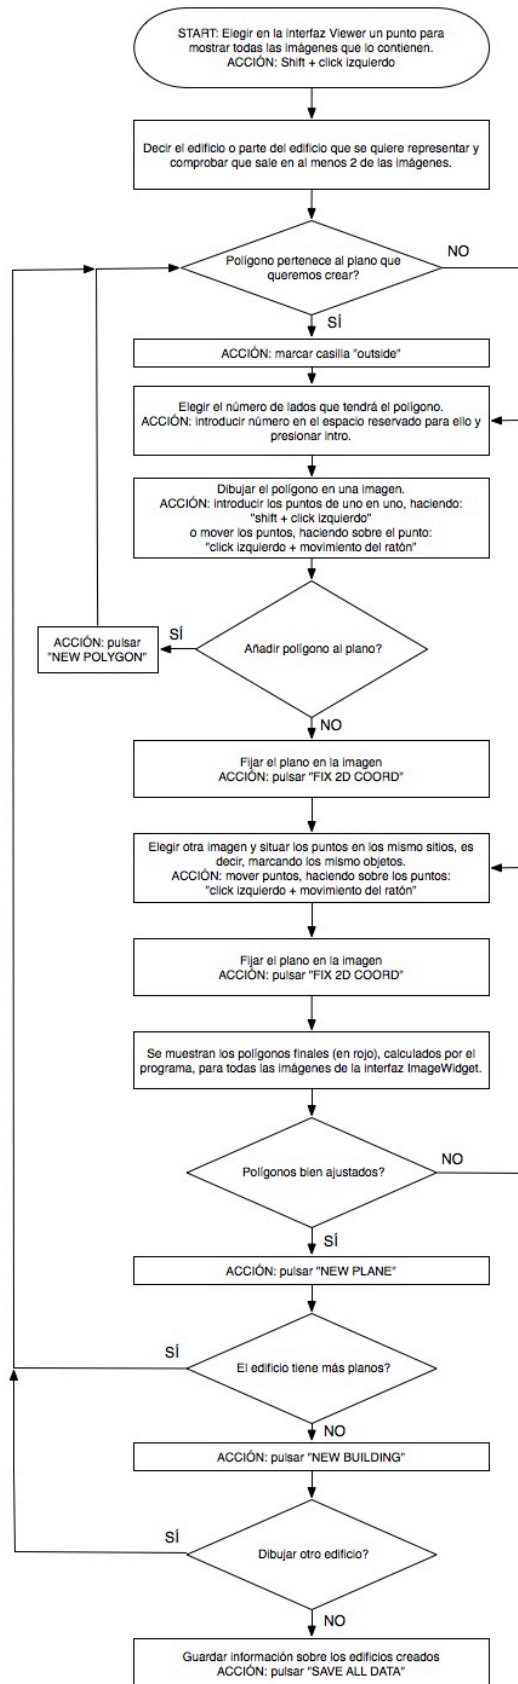 START: Elegir en la interfaz Viewer un punto para
mostrar todas las imágenes que lo contienen.
ACCIÓN: Shift + click izquierdo
Decir el edificio o parte del edificio que se quiere representar y
comprobar que sale en al menos 2 de las imágenes.
Polígono pertenece al plano que
queremos crear?
NO
SÍ
ACCIÓN: marcar casilla "outside"
Elegir el número de lados que tendrá el polígono.
ACCIÓN: introducir número en el espacio reservado para ello y
presionar intro.
Dibujar el polígono en una imagen.
ACCIÓN: introducir los puntos de uno en uno, haciendo:
"shift + click izquierdo"
o mover los puntos, haciendo sobre el punto:
"click izquierdo + movimiento del ratón"
Añadir polígono al plano?
SÍ
ACCIÓN: pulsar
"NEW POLYGON"
NO
Fijar el plano en la imagen
ACCIÓN: pulsar "FIX 2D COORD"
Elegir otra imagen y situar los puntos en los mismo sitios, es
decir, marcando los mismo objetos.
ACCIÓN: mover puntos, haciendo sobre los puntos:
"click izquierdo + movimiento del ratón"
Fijar el plano en la imagen
ACCIÓN: pulsar "FIX 2D COORD"
Se muestran los polígonos finales (en rojo), calculados por el
programa, para todas las imágenes de la interfaz ImageWidget.
Polígonos bien ajustados?
NO
SÍ
ACCIÓN: pulsar "NEW PLANE"
El edificio tiene más planos?
SÍ
NO
ACCIÓN: pulsar "NEW BUILDING"
Dibujar otro edificio?
SÍ
NO
Guardar información sobre los edificios creados
ACCIÓN: pulsar "SAVE ALL DATA"